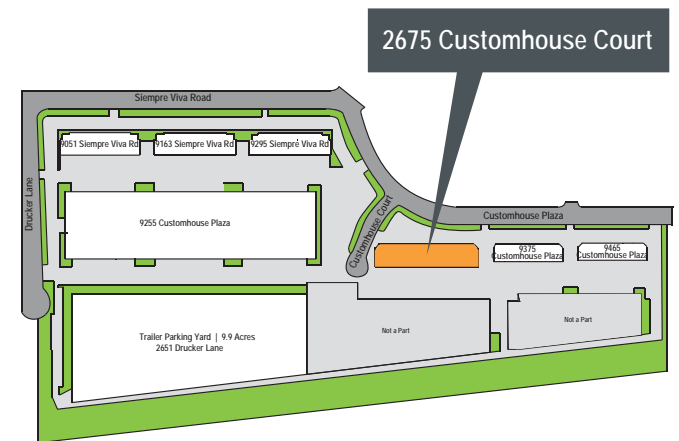 2675 Customhouse Court
Siempre Viva Road
9051 Siempre Viva Rd
9163 Siempre Viva Rd
9295 Siempre Viva Rd
Drucker Lane
9255 Customhouse Plaza
Customhouse Court
Customhouse Plaza
9375
Customhouse Plaza
9465
Customhouse Plaza
Trailer Parking Yard | 9.9 Acres
2651 Drucker Lane
Not a Part
Not a Part